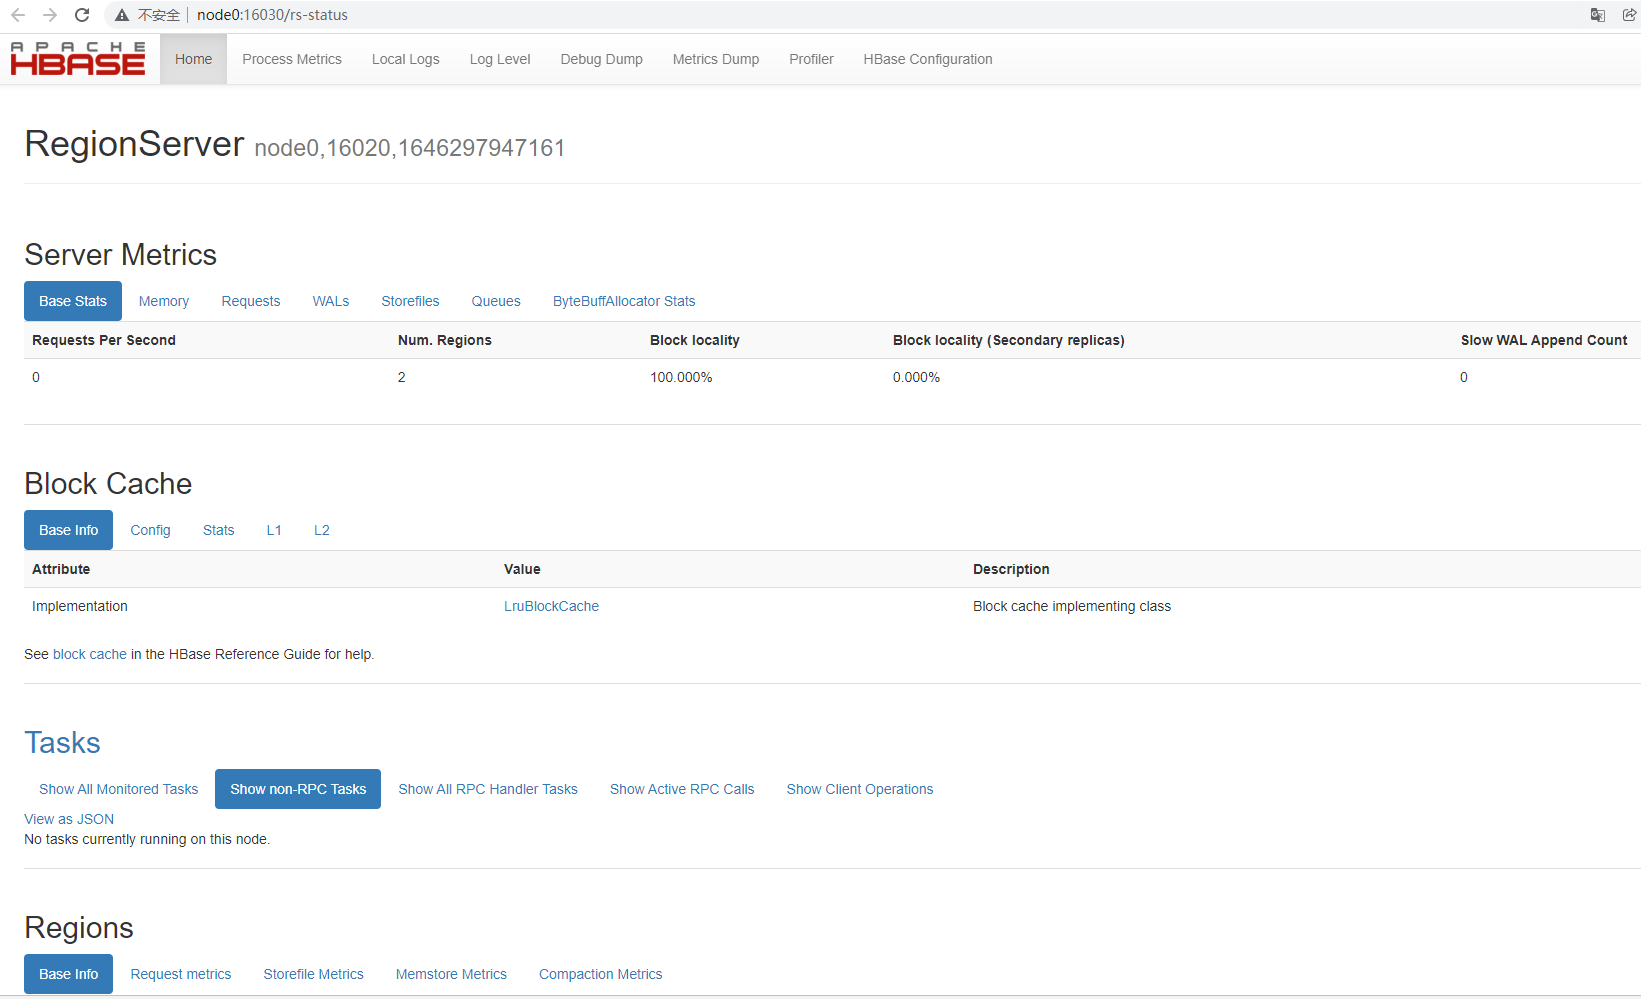 不安全 node0:16030/rs-status
APACHE
HBASE
Home Process Metrics Local Logs Log Level Debug Dump Metrics Dump Profiler HBase Configuration
RegionServer node0,16020,1646297947161
Server Metrics
Base Stats Memory Requests WALs Storefiles Queues ByteBuffAllocator Stats
Requests Per Second Num. Regions Block locality Block locality (Secondary replicas) Slow WAL Append Count
0 2 100.000% 0.000% 0
Block Cache
Base Info Config Stats L1 L2
Attribute Value Description
Implementation LruBlockCache Block cache implementing class
See block cache in the HBase Reference Guide for help.
Tasks
Show All Monitored Tasks Show non-RPC Tasks Show All RPC Handler Tasks Show Active RPC Calls Show Client Operations
View as JSON
No tasks currently running on this node.
Regions
Base Info Request metrics Storefile Metrics Memstore Metrics Compaction Metrics